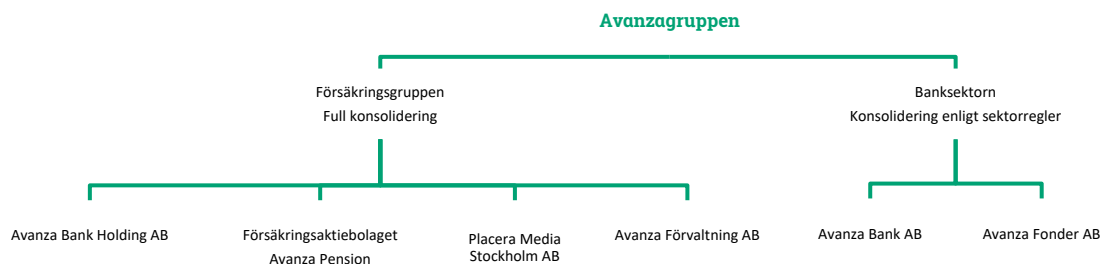 Avanzagruppen
Försäkringsgruppen
Full konsolidering
Banksektorn
Konsolidering enligt sektorregler
Avanza Bank Holding AB
Försäkringsaktiebolaget
Avanza Pension
Placera Media
Stockholm AB
Avanza Förvaltning AB
Avanza Bank AB
Avanza Fonder AB